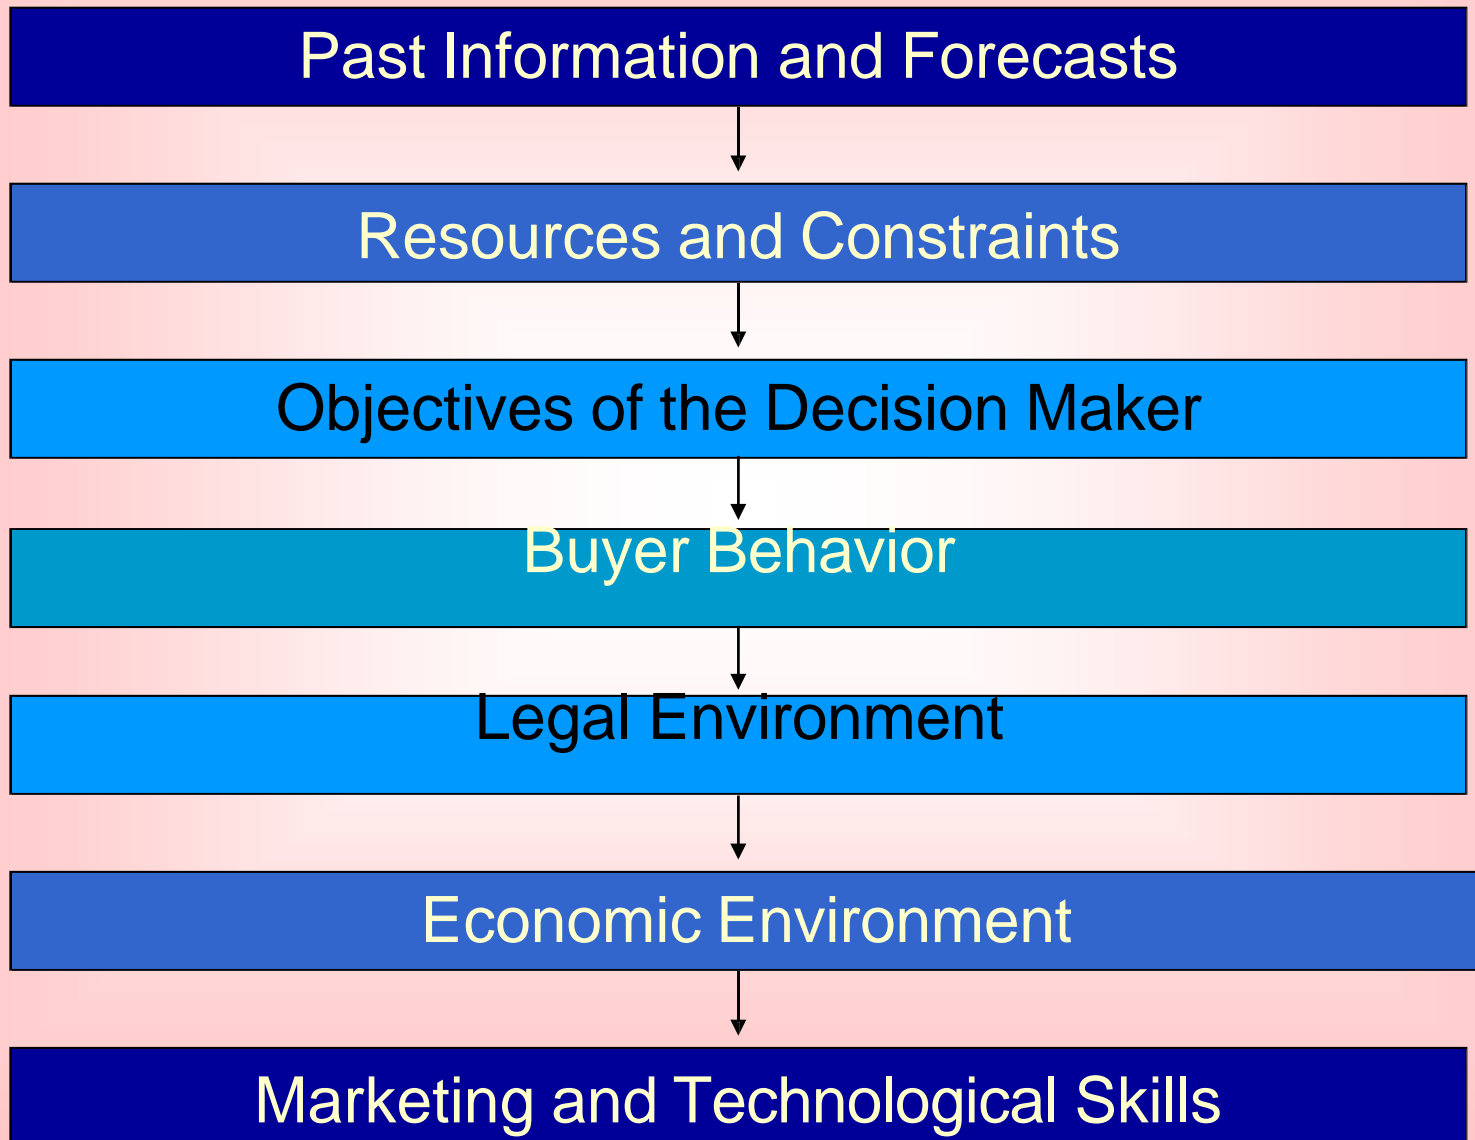 Past Information and Forecasts
Resources and Constraints
Objectives of the Decision Maker
Buyer Behavior
Legal Environment
Economic Environment
Marketing and Technological Skills